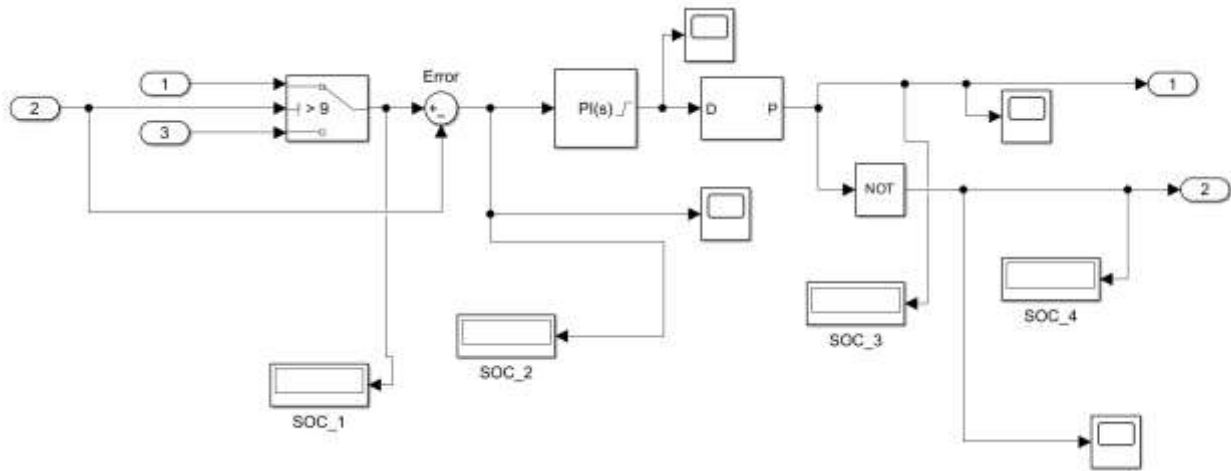 Error
1
2
> 9
3
+
−
PI(s)
D
P
1
NOT
2
SOC_1
SOC_2
SOC_3
SOC_4